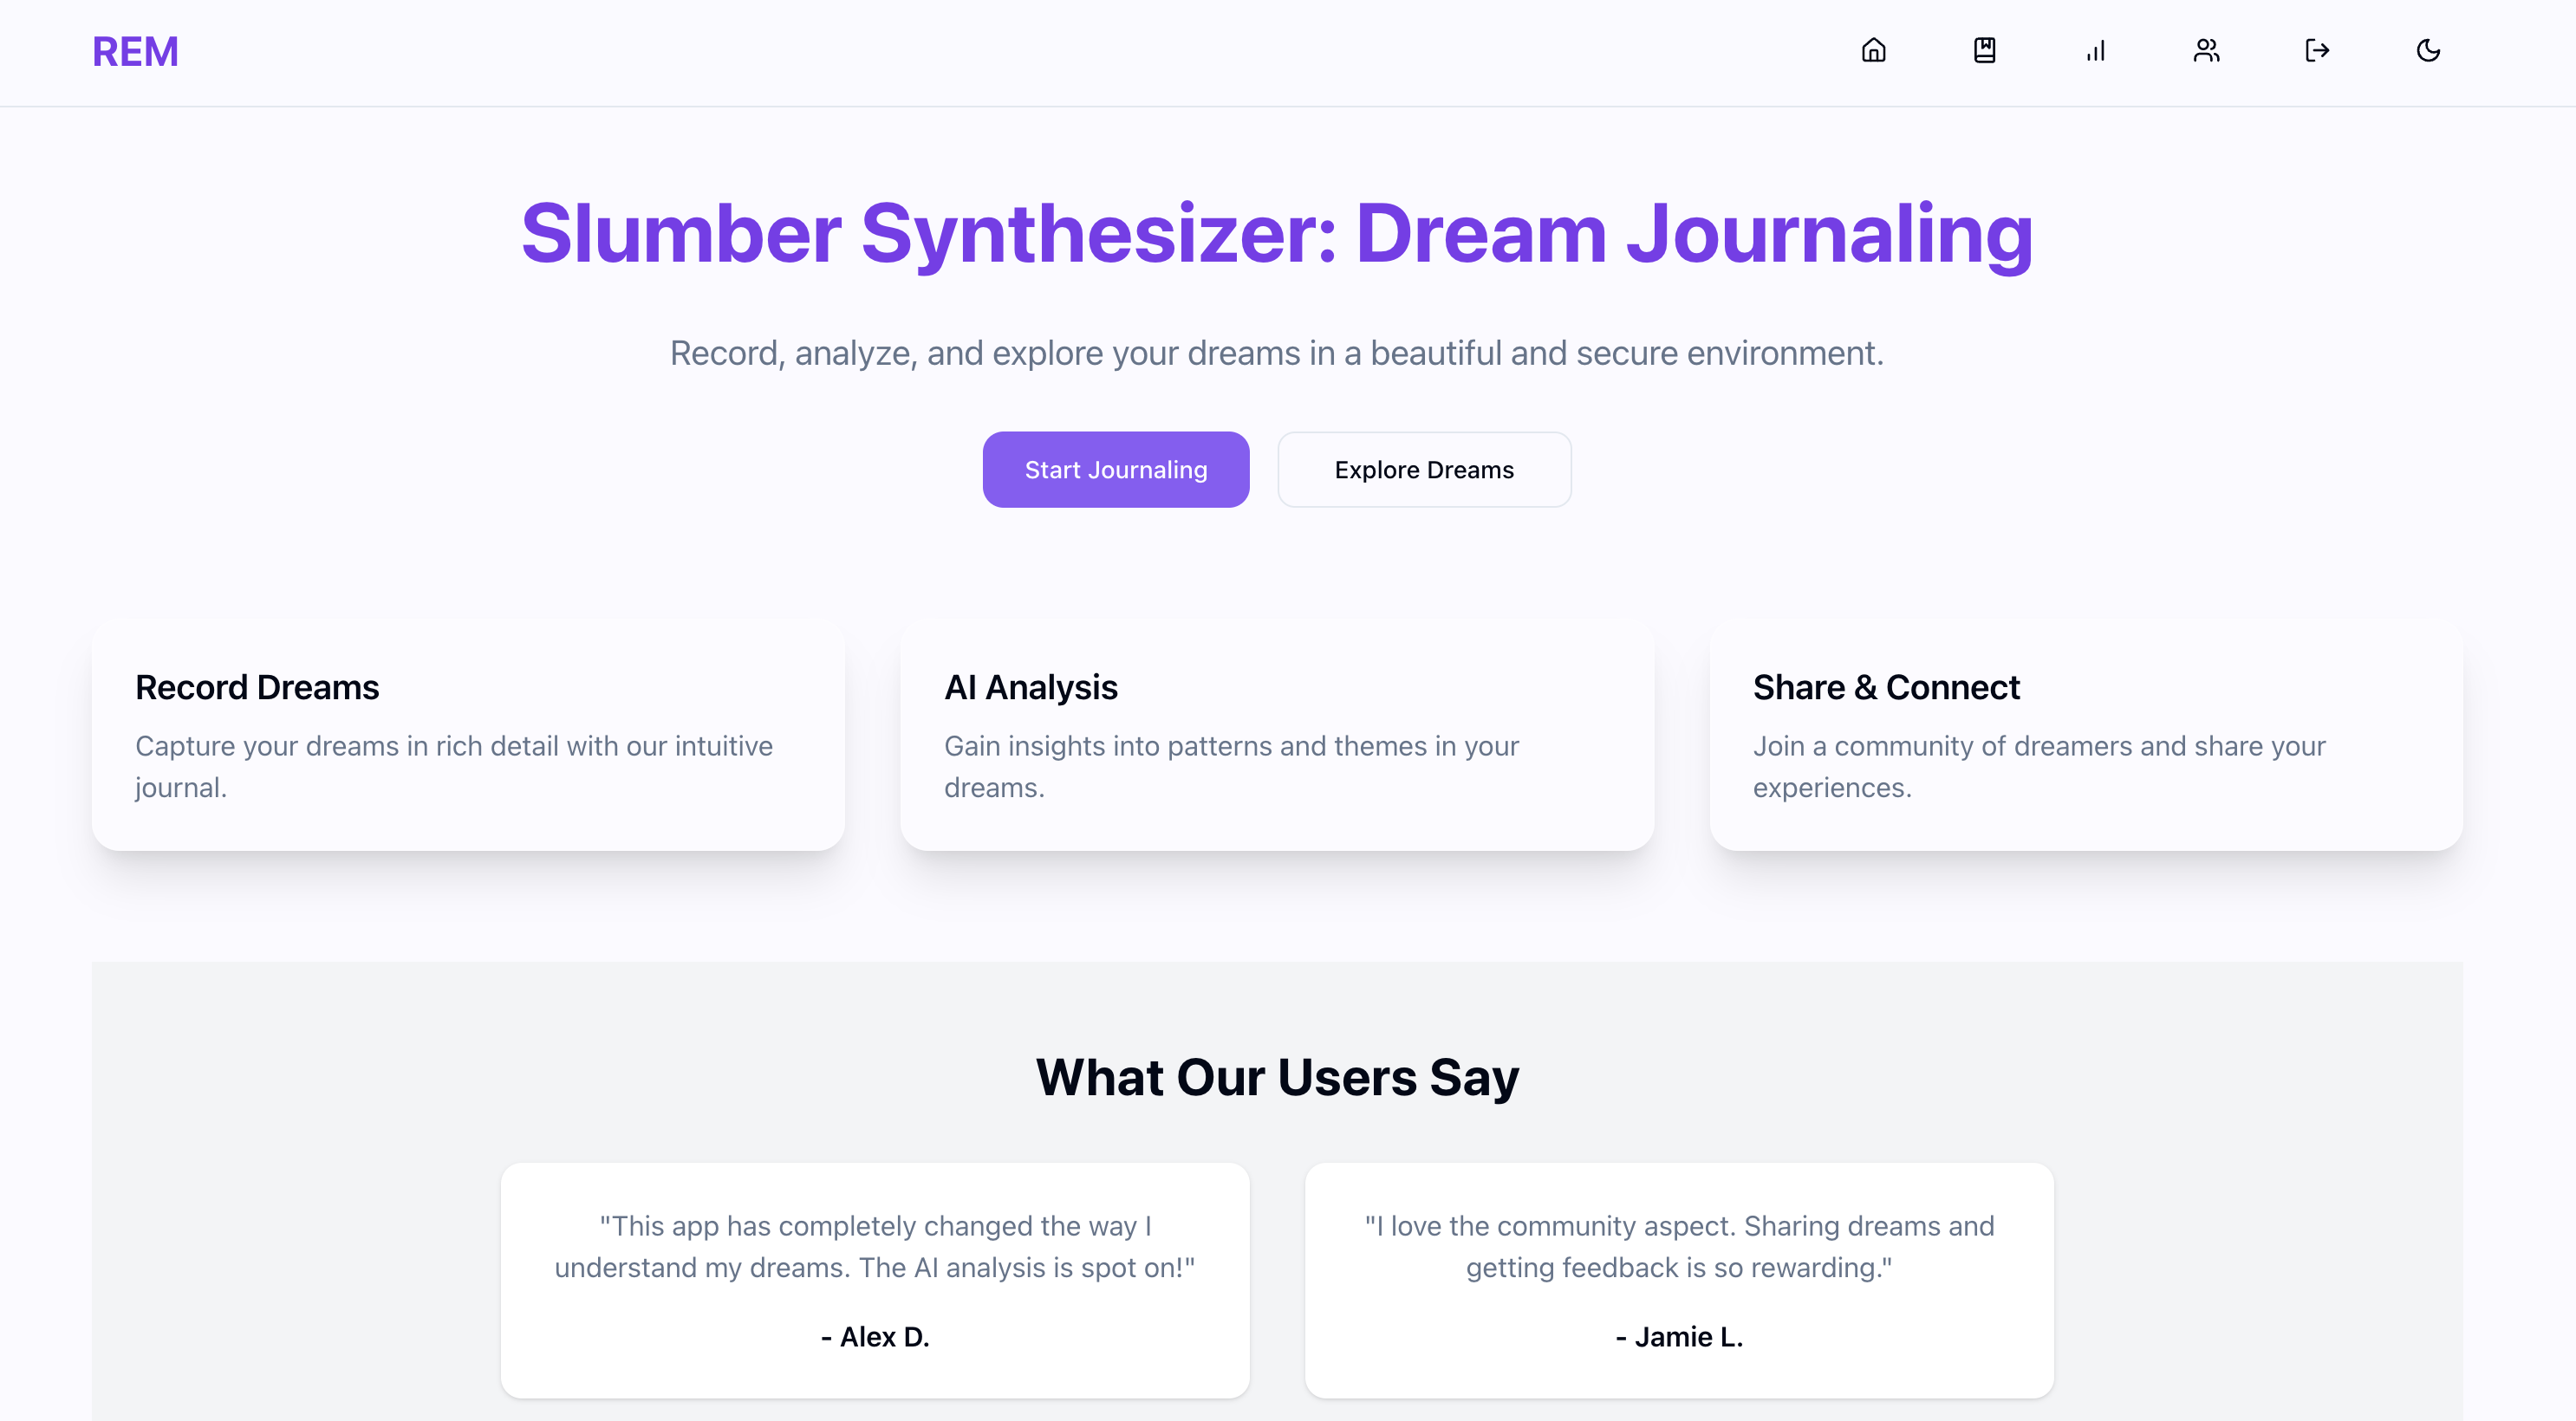 REM
Slumber Synthesizer: Dream Journaling
Record, analyze, and explore your dreams in a beautiful and secure environment.
Start Journaling
Explore Dreams
Record Dreams
Capture your dreams in rich detail with our intuitive
journal.
AI Analysis
Gain insights into patterns and themes in your
dreams.
Share & Connect
Join a community of dreamers and share your
experiences.
What Our Users Say
"This app has completely changed the way I
understand my dreams. The AI analysis is spot on!"
- Alex D.
"I love the community aspect. Sharing dreams and
getting feedback is so rewarding."
- Jamie L.